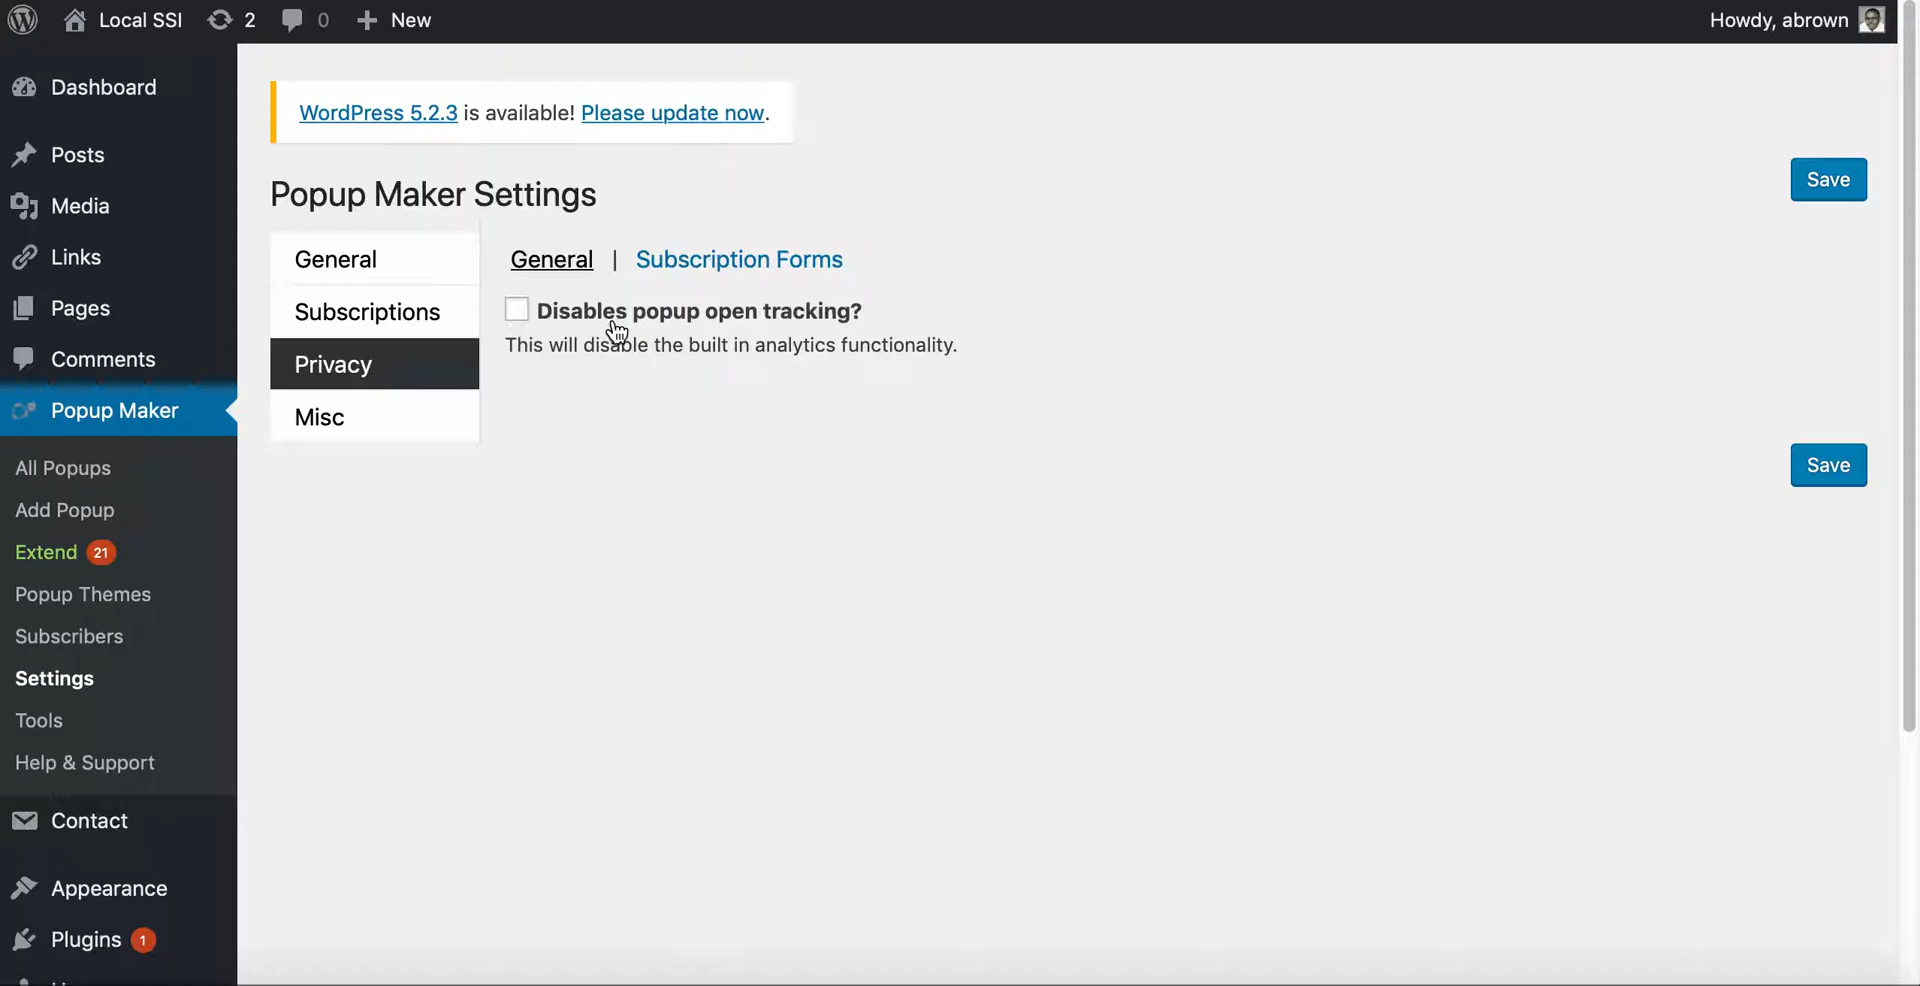 Local SSI 2 0 New Howdy, abrown
Dashboard
Posts
Media
Links
Pages
Comments
Popup Maker
All Popups
Add Popup
Extend 21
Popup Themes
Subscribers
Settings
Tools
Help & Support
Contact
Appearance
Plugins 1
WordPress 5.2.3 is available! Please update now.
Popup Maker Settings
Save
General
Subscriptions
Privacy
Misc
General | Subscription Forms
Disables popup open tracking?
This will disable the built in analytics functionality.
Save